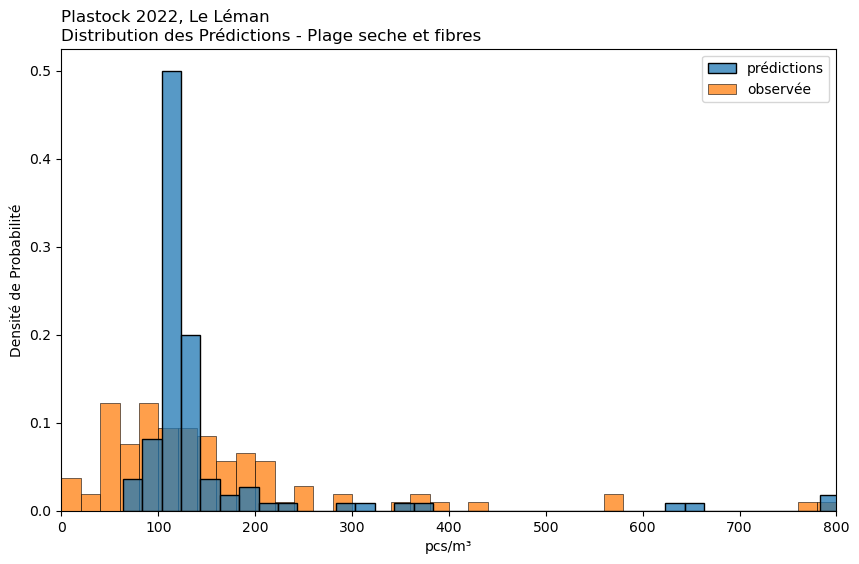 Plastock 2022, Le Léman
Distribution des Prédictions - Plage seche et fibres
prédictions
observée
Densité de Probabilité
0.5
0.4
0.3
0.2
0.1
0.0
0 100 200 300 400 500 600 700 800
pcs/m³